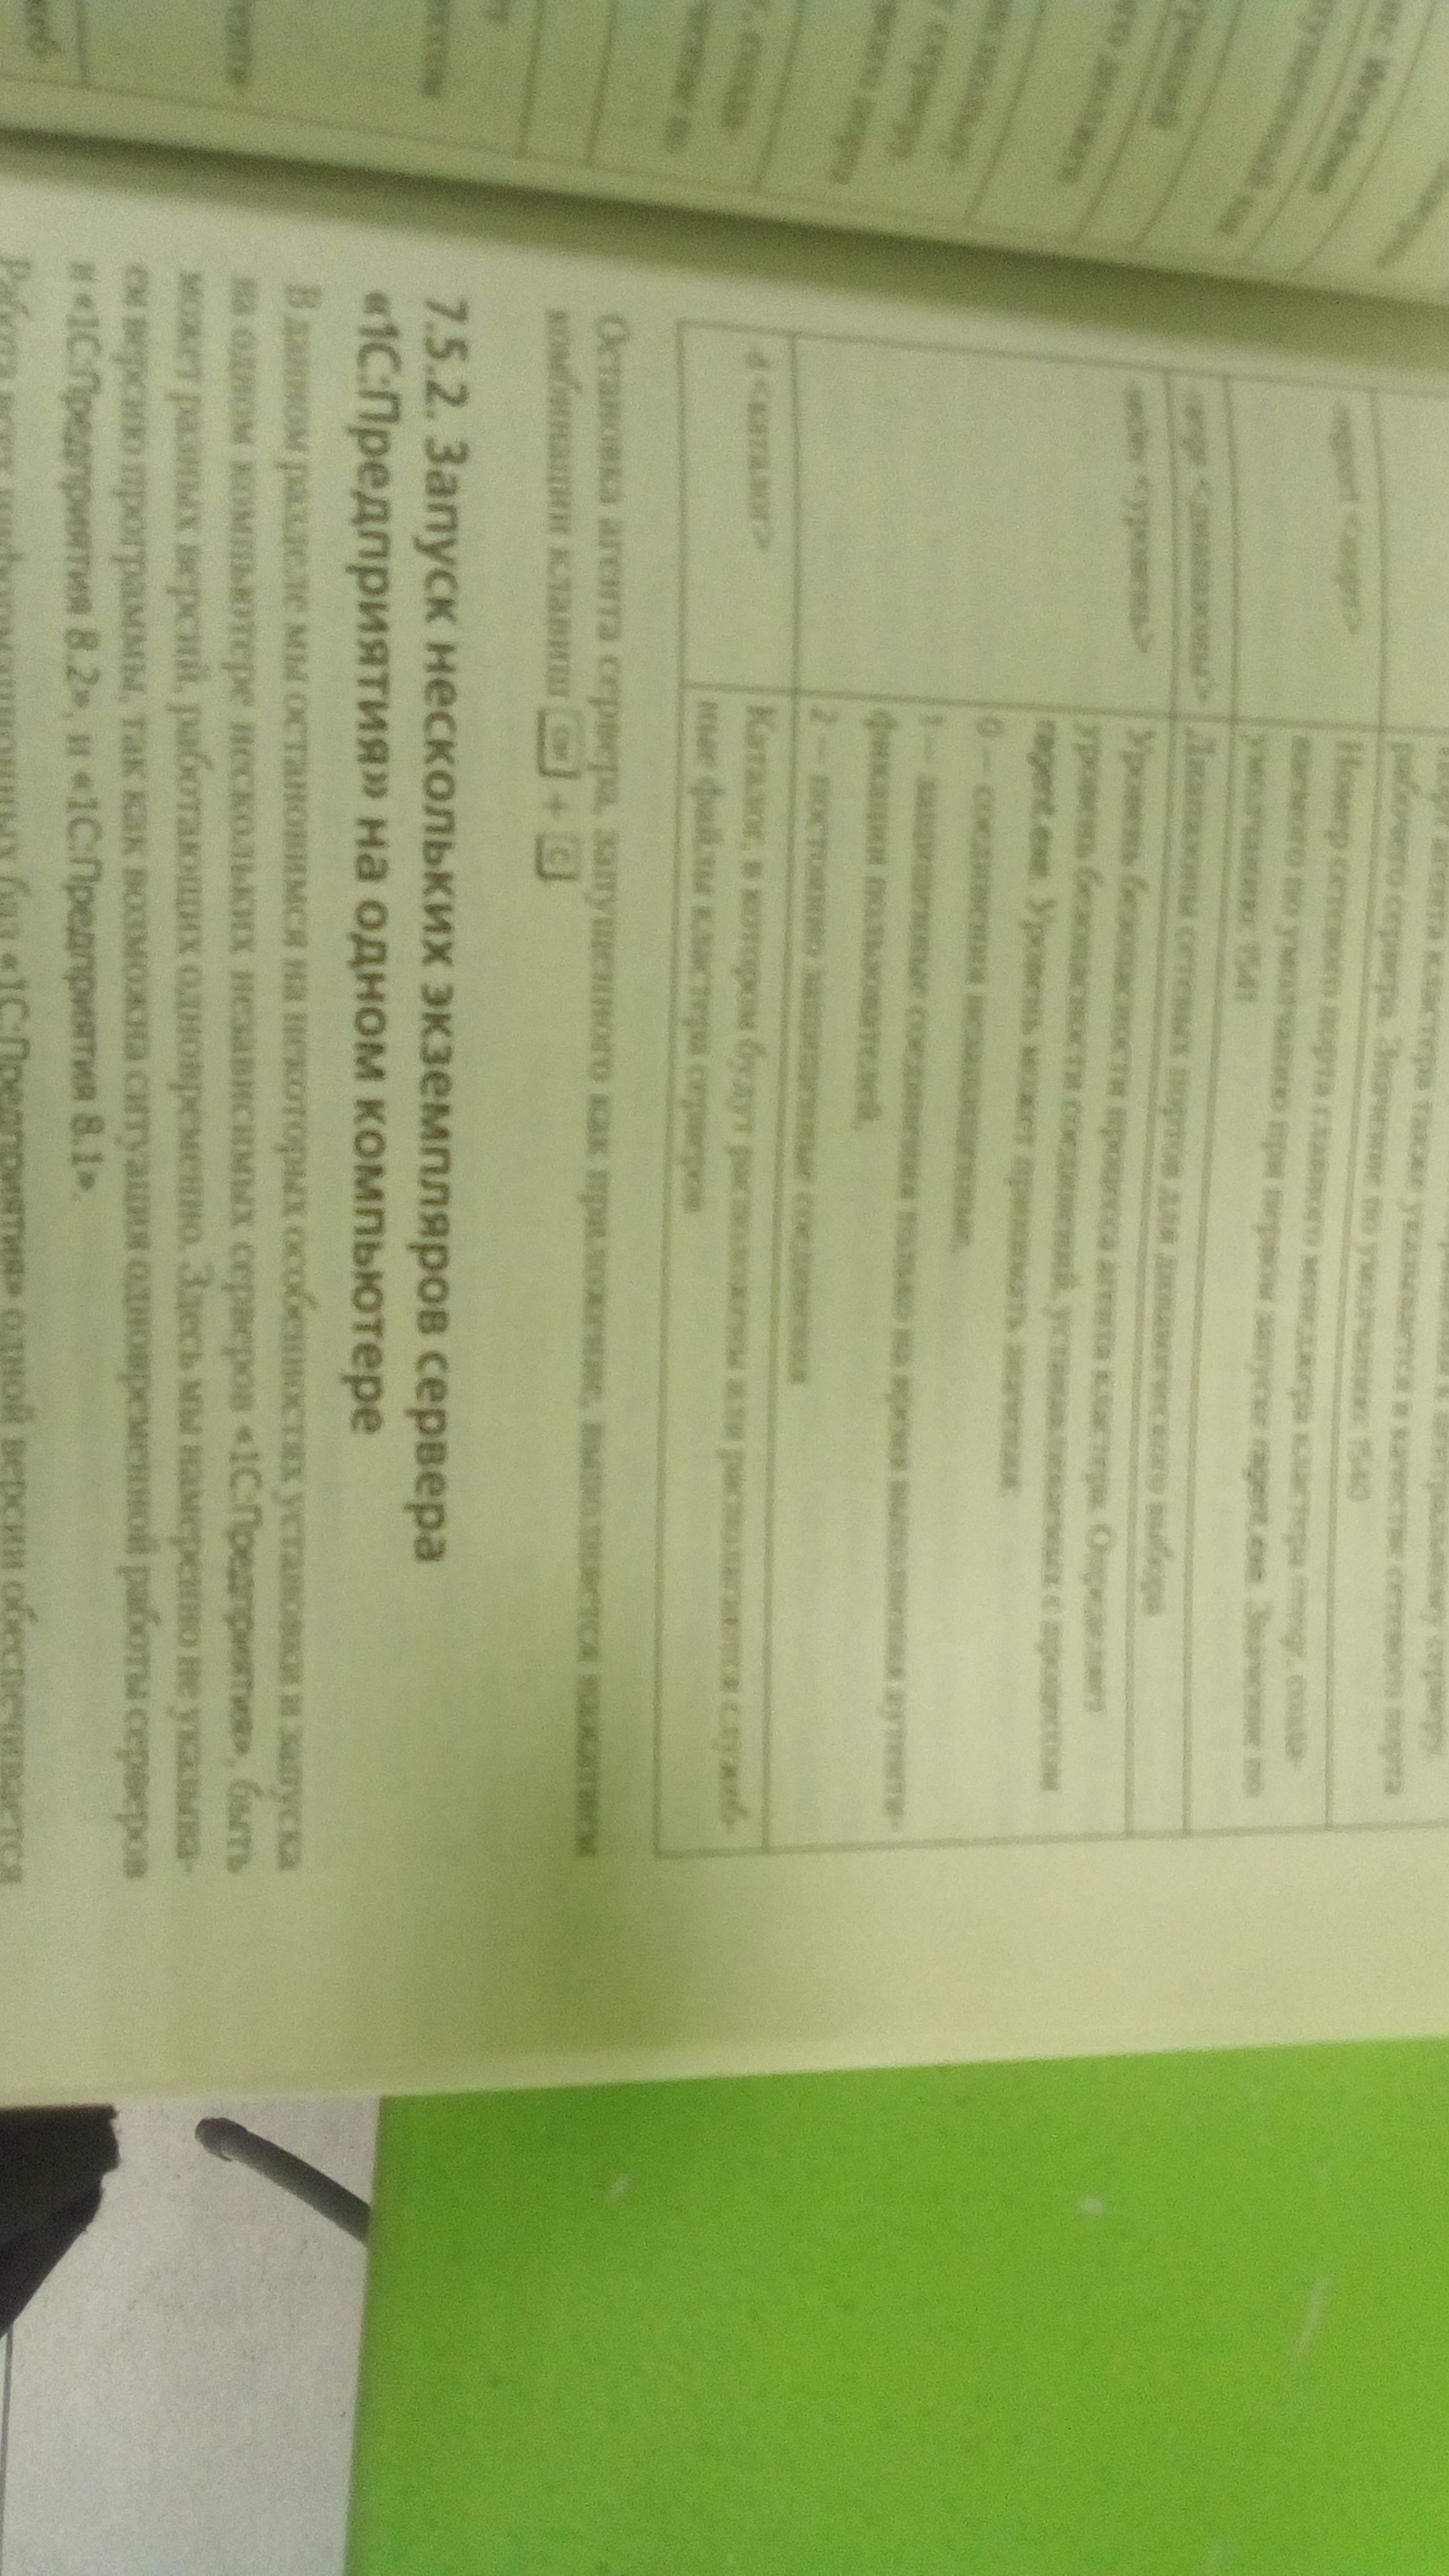 центральному серверу.
Порт агента кластера также указывается в качестве сетевого порта
рабочего сервера. Значение по умолчанию: 1540
-regport <порт>
Номер сетевого порта главного менеджера кластера rmngr, созда-
ваемого по умолчанию при первом запуске ragent.exe. Значение по
умолчанию: 1541
-range <диапазоны>
Диапазоны сетевых портов для динамического выбора
-seclev <уровень>
Уровень безопасности процесса агента кластера. Определяет
уровень безопасности соединений, устанавливаемых с процессом
ragent.exe. Уровень может принимать значения:
0 — соединения незащищенные,
1 — защищенные соединения только на время выполнения аутенти-
фикации пользователей,
2 — постоянно защищенные соединения
-d <каталог>
Каталог, в котором будут расположены или располагаются служеб-
ные файлы кластера серверов
Остановка агента сервера, запущенного как приложение, выполняется нажатием
комбинации клавиш Ctrl + C.
7.5.2. Запуск нескольких экземпляров сервера
«1С:Предприятия» на одном компьютере
В данном разделе мы остановимся на некоторых особенностях установки и запуска
на одном компьютере нескольких независимых серверов «1С:Предприятия», быть
может разных версий, работающих одновременно. Здесь мы намеренно не указыва-
ем версию программы, так как возможна ситуация одновременной работы серверов
и «1С:Предприятия 8.2», и «1С:Предприятия 8.1».
Работа всех информационных баз «1С:Предприятия» одной версии обеспечивается